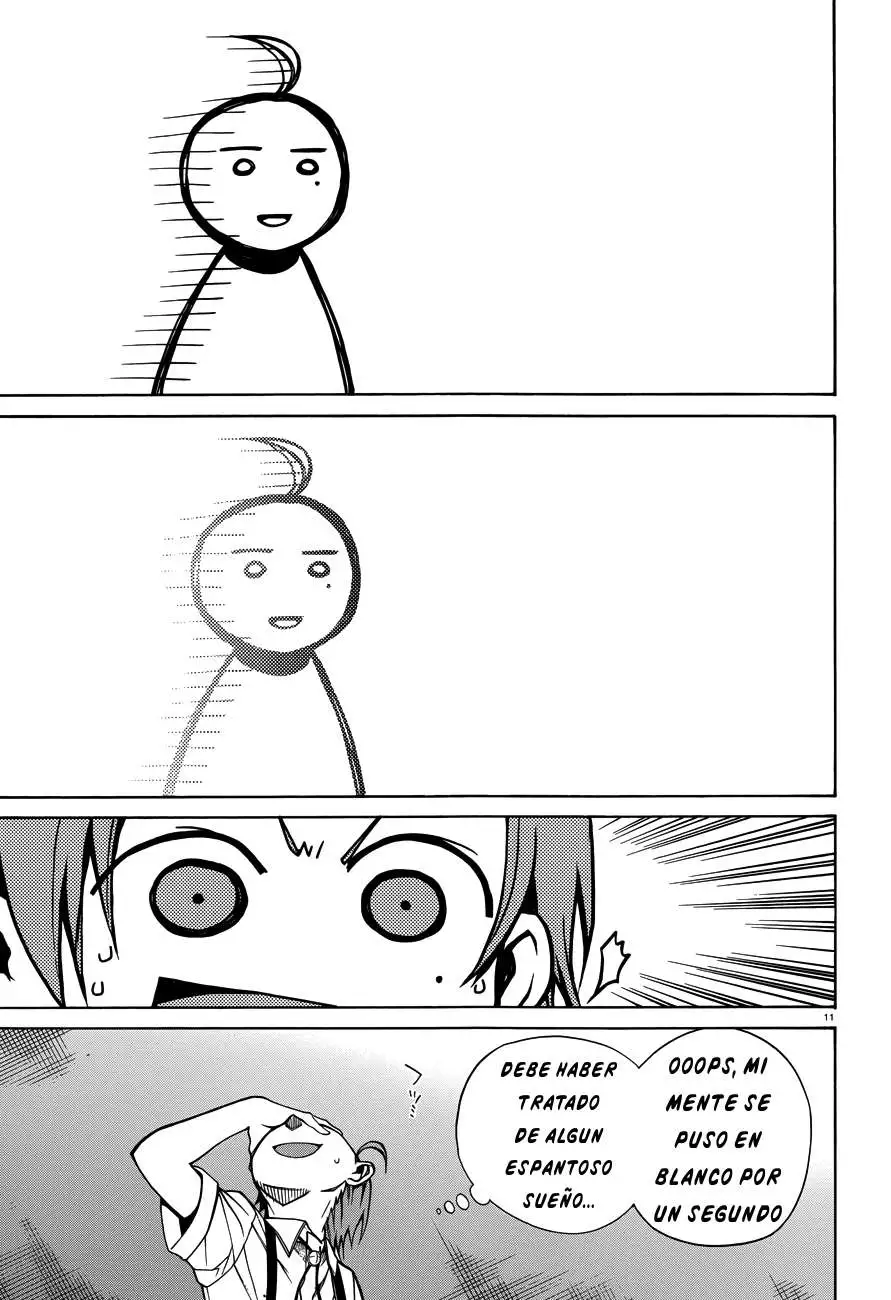 11
OOOPS, MI
MENTE SE
PUSO EN
BLANCO POR
UN SEGUNDO
DEBE HABER
TRATADO
DE ALGUN
ESPANTOSO
SUEÑO...